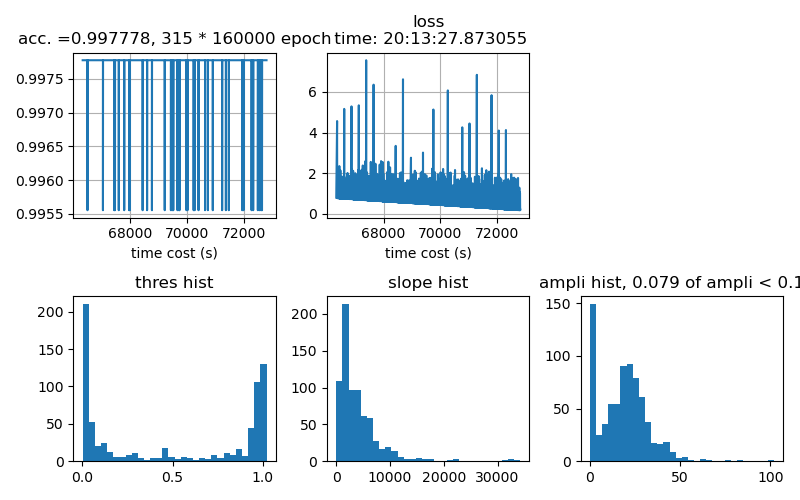 loss
acc. =0.997778, 315 * 160000 epoch time: 20:13:27.873055
0.9975
0.9970
0.9965
0.9960
0.9955
68000 70000 72000
time cost (s)
6
4
2
0
68000 70000 72000
time cost (s)
thres hist
200
150
100
50
0
0.0 0.5 1.0
slope hist
200
150
100
50
0
0 10000 20000 30000
ampli hist, 0.079 of ampli < 0.1
150
100
50
0
0 50 100